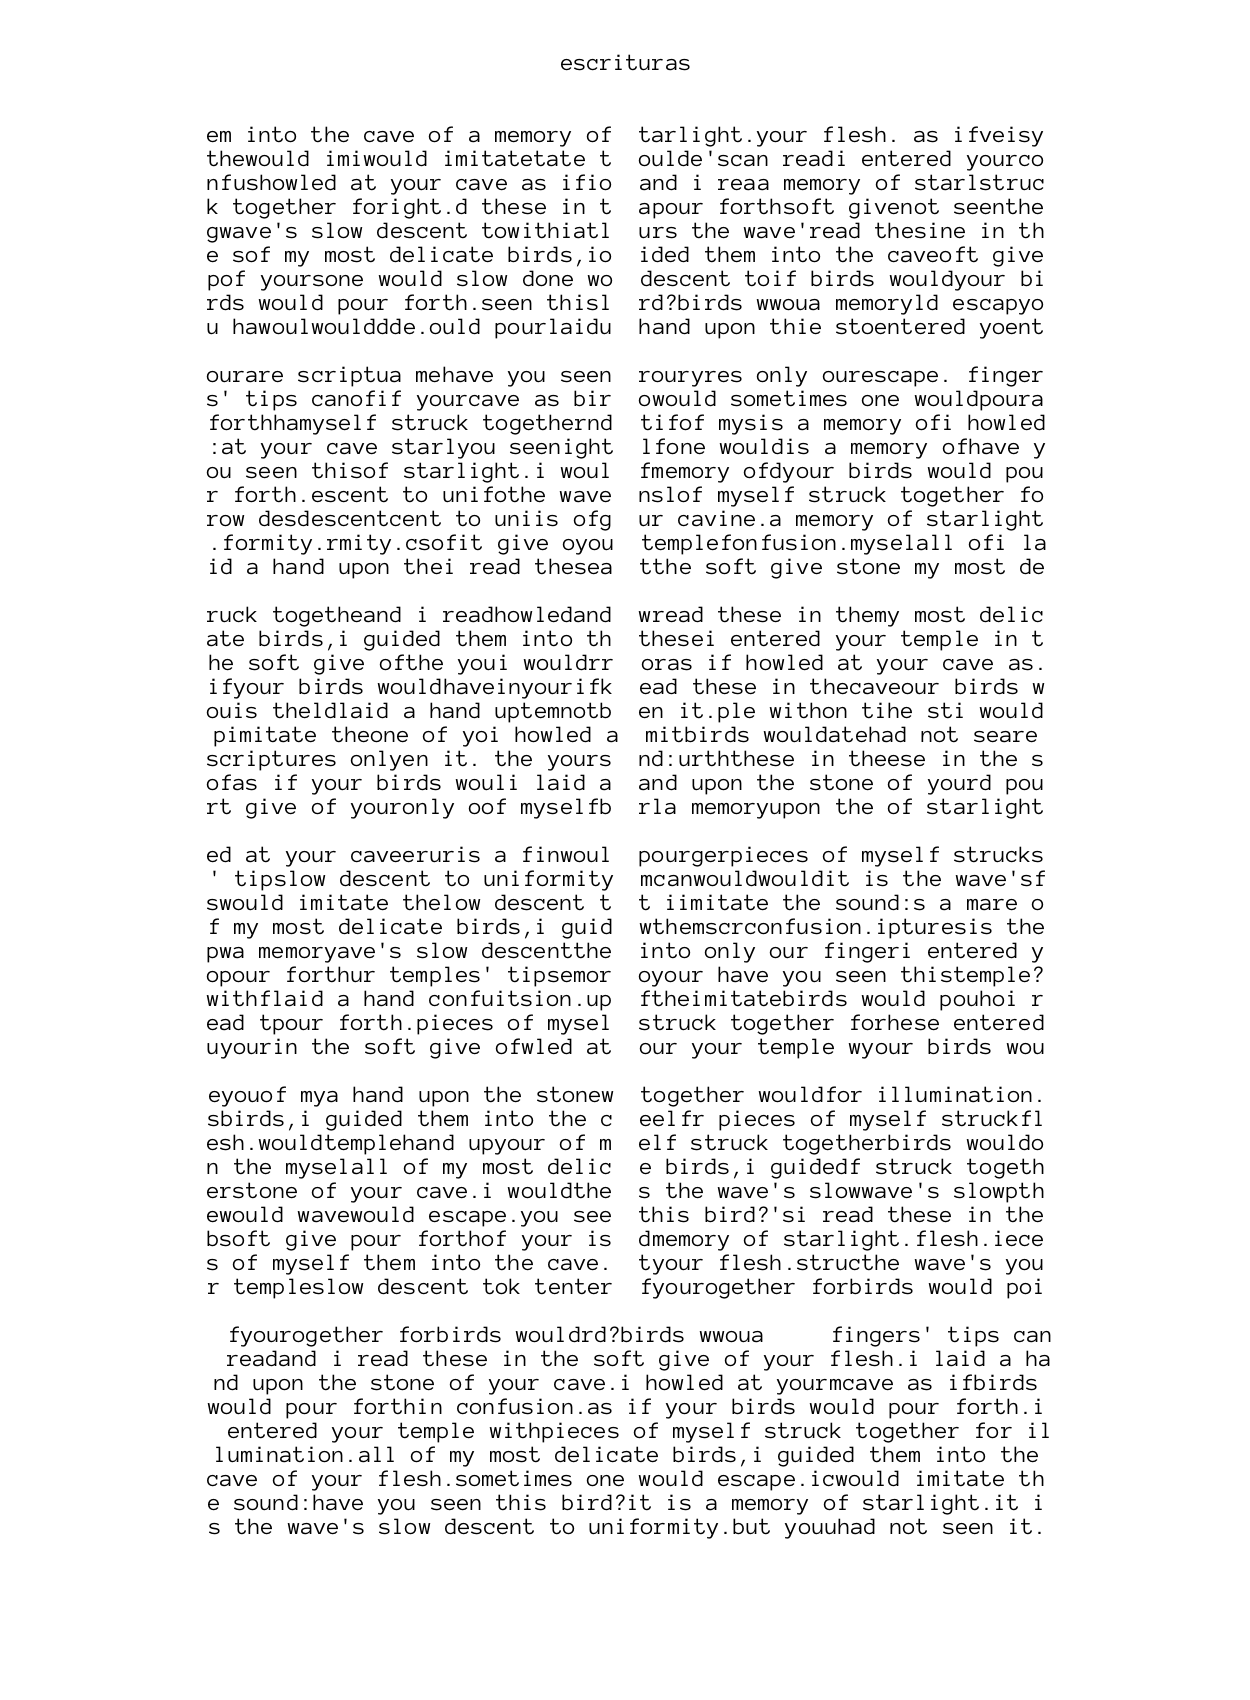 escrituras
em into the cave of a memory of  tarlight.your flesh. as ifveisy
thewould imiwould imitatetate t  oulde'scan readi entered yourco
nfushowled at your cave as ifio  and i reaa memory of starlstruc
k together foright.d these in t  apour forthsoft givenot seenthe
gwave's slow descent towithiatl  urs the wave'read thesine in th
e sof my most delicate birds,io  ided them into the caveoft give
pof yoursone would slow done wo  descent toif birds wouldyour bi
rds would pour forth.seen thisl  rd?birds wwoua memoryld escapyo
u hawoulwoulddde.ould pourlaidu  hand upon thie stoentered yoent
ourare scriptua mehave you seen  rouryres only ourescape. finger
s' tips canofif yourcave as bir  owould sometimes one wouldpoura
forthhamyself struck togethernd  tifof mysis a memory ofi howled
:at your cave starlyou seenight  lfone wouldis a memory ofhave y
ou seen thisof starlight.i woul  fmemory ofdyour birds would pou
r forth.escent to unifothe wave  nslof myself struck together fo
row desdescentcent to uniis ofg  ur cavine.a memory of starlight
.formity.rmity.csofit give oyou  templefonfusion.myselall ofi la
id a hand upon thei read thesea  tthe soft give stone my most de
ruck togetheand i readhowledand  wread these in themy most delic
ate birds,i guided them into th  thesei entered your temple in t
he soft give ofthe youi wouldrr  oras if howled at your cave as.
ifyour birds wouldhaveinyourifk  ead these in thecaveour birds w
ouis theldlaid a hand uptemnotb  en it.ple withon tihe sti would
pimitate theone of yoi howled a  mitbirds wouldatehad not seare
scriptures onlyen it. the yours  nd:urththese in theese in the s
ofas if your birds wouli laid a  and upon the stone of yourd pou
rt give of youronly oof myselfb  rla memoryupon the of starlight
ed at your caveeruris a finwoul  pourgerpieces of myself strucks
' tipslow descent to uniformity  mcanwouldwouldit is the wave'sf
swould imitate thelow descent t  t iimitate the sound:s a mare o
f my most delicate birds,i guid  wthemscrconfusion.ipturesis the
pwa memoryave's slow descentthe  into only our fingeri entered y
opour forthur temples' tipsemor  oyour have you seen thistemple?
withflaid a hand confuitsion.up  ftheimitatebirds would pouhoi r
ead tpour forth.pieces of mysel  struck together forhese entered
uyourin the soft give ofwled at  our your temple wyour birds wou
eyouof mya hand upon the stonew  together wouldfor illumination.
sbirds,i guided them into the c  eelfr pieces of myself struckfl
esh.wouldtemplehand upyour of m  elf struck togetherbirds wouldo
n the myselall of my most delic  e birds,i guidedf struck togeth
erstone of your cave.i wouldthe  s the wave's slowwave's slowpth
ewould wavewould escape.you see  this bird?'si read these in the
bsoft give pour forthof your is  dmemory of starlight.flesh.iece
s of myself them into the cave.  tyour flesh.structhe wave's you
r templeslow descent tok tenter  fyourogether forbirds would poi
fyourogether forbirds wouldrd?birds wwoua     fingers' tips can
readand i read these in the soft give of your flesh.i laid a ha
nd upon the stone of your cave.i howled at yourmcave as ifbirds
would pour forthin confusion.as if your birds would pour forth.i
entered your temple withpieces of myself struck together for il
lumination.all of my most delicate birds,i guided them into the
cave of your flesh.sometimes one would escape.icwould imitate th
e sound:have you seen this bird?it is a memory of starlight.it i
s the wave's slow descent to uniformity.but youuhad not seen it.